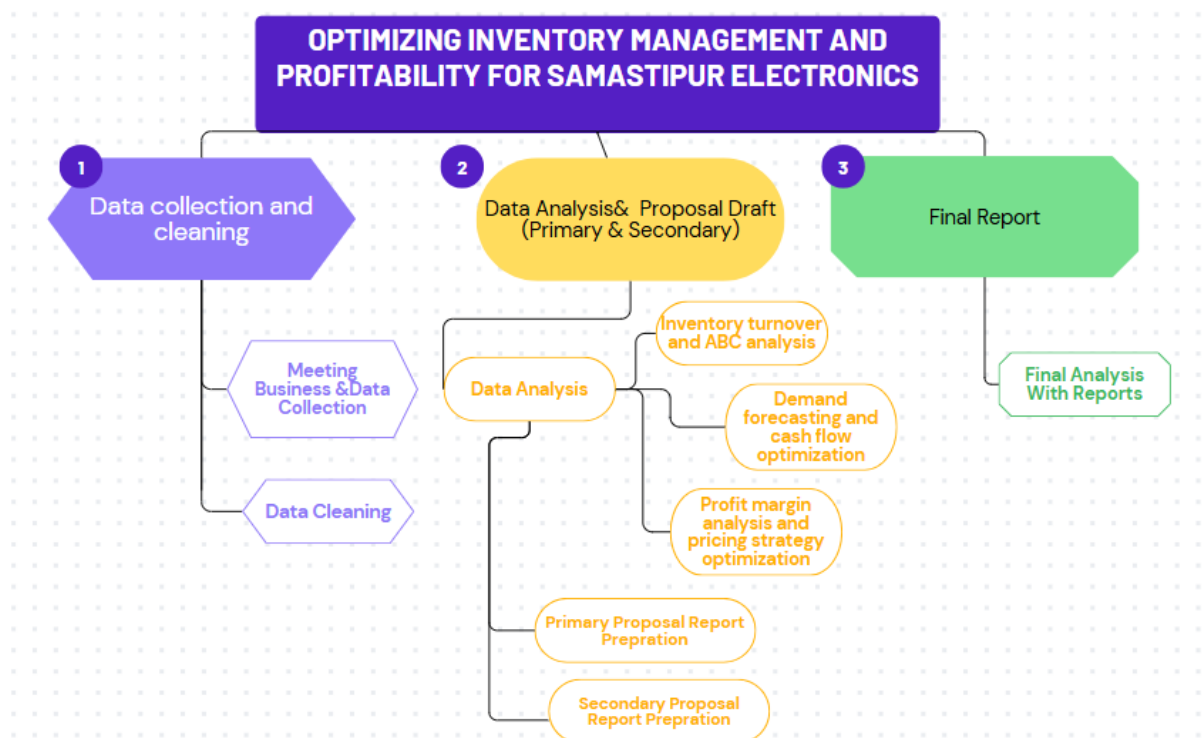 OPTIMIZING INVENTORY MANAGEMENT AND
PROFITABILITY FOR SAMASTIPUR ELECTRONICS
1
Data collection and
cleaning
Meeting
Business &Data
Collection
Data Cleaning
2
Data Analysis& Proposal Draft
(Primary & Secondary)
Data Analysis
Inventory turnover
and ABC analysis
Demand
forecasting and
cash flow
optimization
Profit margin
analysis and
pricing strategy
optimization
Primary Proposal Report
Prepration
Secondary Proposal
Report Prepration
3
Final Report
Final Analysis
With Reports